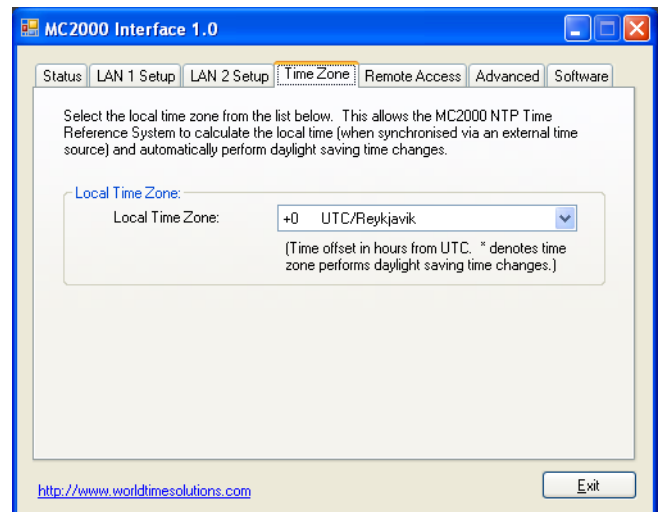 MC2000 Interface 1.0
Status LAN 1 Setup LAN 2 Setup Time Zone Remote Access Advanced Software
Select the local time zone from the list below. This allows the MC2000 NTP Time
Reference System to calculate the local time (when synchronised via an external time
source) and automatically perform daylight saving time changes.
Local Time Zone:
Local Time Zone: +0 UTC/Reykjavik
(Time offset in hours from UTC. * denotes time
zone performs daylight saving time changes.)
http://www.worldtimesolutions.com Exit